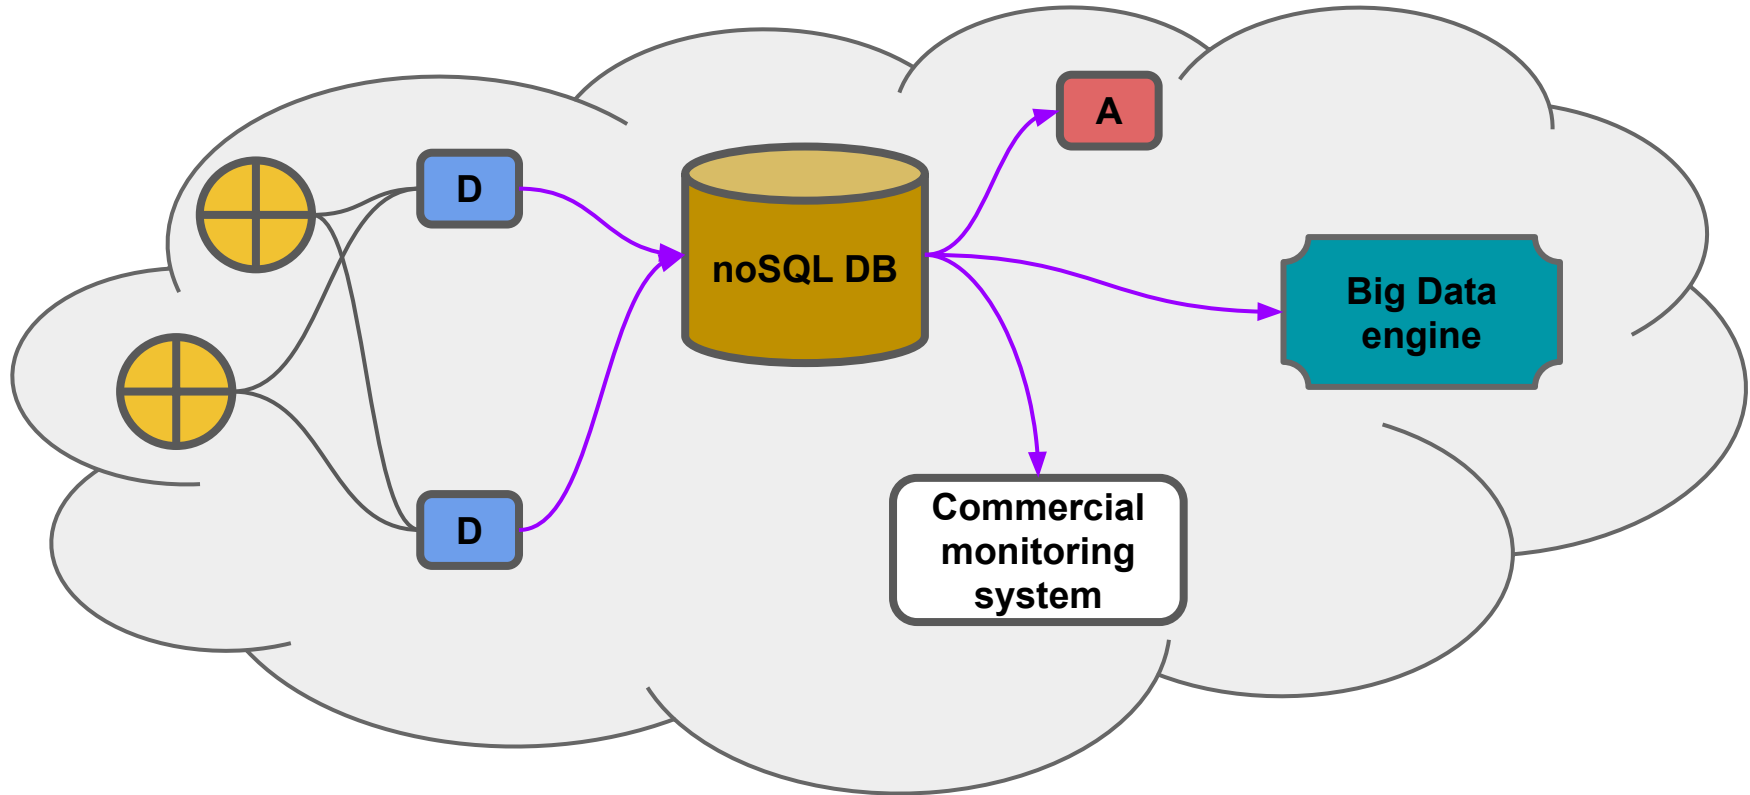 A
D
noSQL DB
Big Data
engine
D
Commercial
monitoring
system